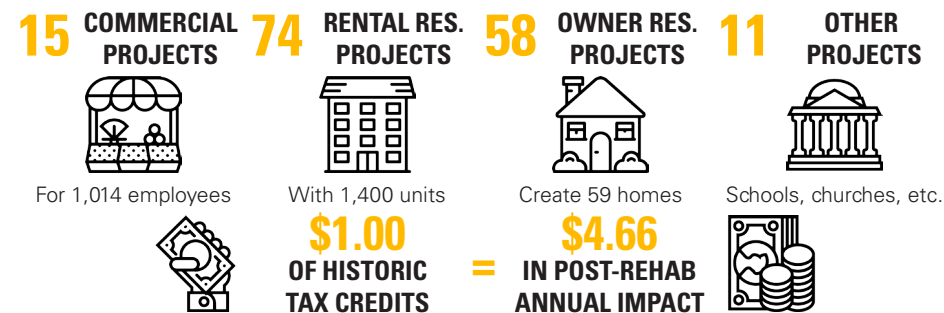 15 COMMERCIAL PROJECTS
74 RENTAL RES. PROJECTS
58 OWNER RES. PROJECTS
11 OTHER PROJECTS
For 1,014 employees
With 1,400 units
Create 59 homes
Schools, churches, etc.
$1.00
OF HISTORIC
TAX CREDITS
=
$4.66
IN POST-REHAB
ANNUAL IMPACT